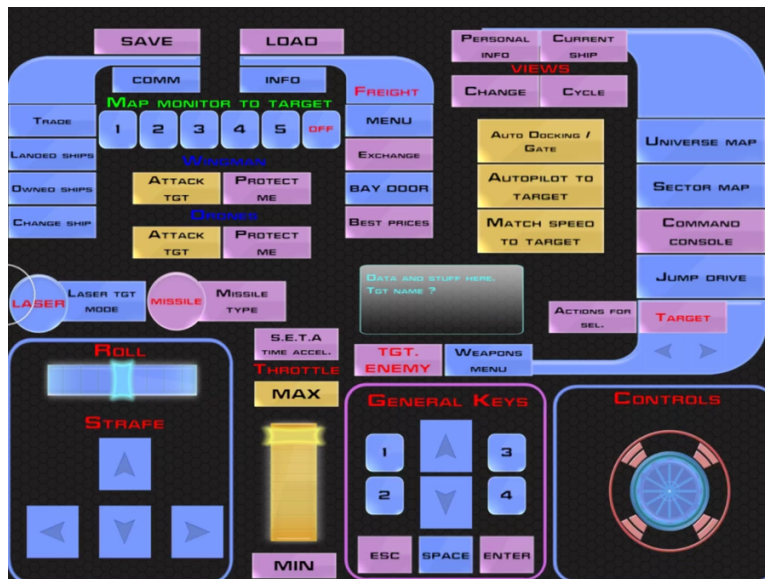 SAVE
LOAD
COMM
INFO
MAP MONITOR TO TARGET
1 2 3 4 5 OFF
TRADE
LANDED SHIPS
OWNED SHIPS
CHANGE SHIP
WINGMAN
ATTACK TGT
PROTECT ME
DRONES
ATTACK TGT
PROTECT ME
FREIGHT
MENU
EXCHANGE
BAY DOOR
BEST PRICES
PERSONAL INFO
CURRENT SHIP
VIEWS
CHANGE
CYCLE
AUTO DOCKING / GATE
AUTOPILOT TO TARGET
MATCH SPEED TO TARGET
UNIVERSE MAP
SECTOR MAP
COMMAND CONSOLE
JUMP DRIVE
ACTIONS FOR SEL.
TARGET
LASER
LASER TGT MODE
MISSILE
MISSILE TYPE
DATA AND STUFF HERE.
TGT NAME ?
S.E.T.A
TIME ACCEL.
TGT. ENEMY
WEAPONS MENU
ROLL
STRAFE
THROTTLE
MAX
MIN
GENERAL KEYS
1
3
2
4
ESC
SPACE
ENTER
CONTROLS